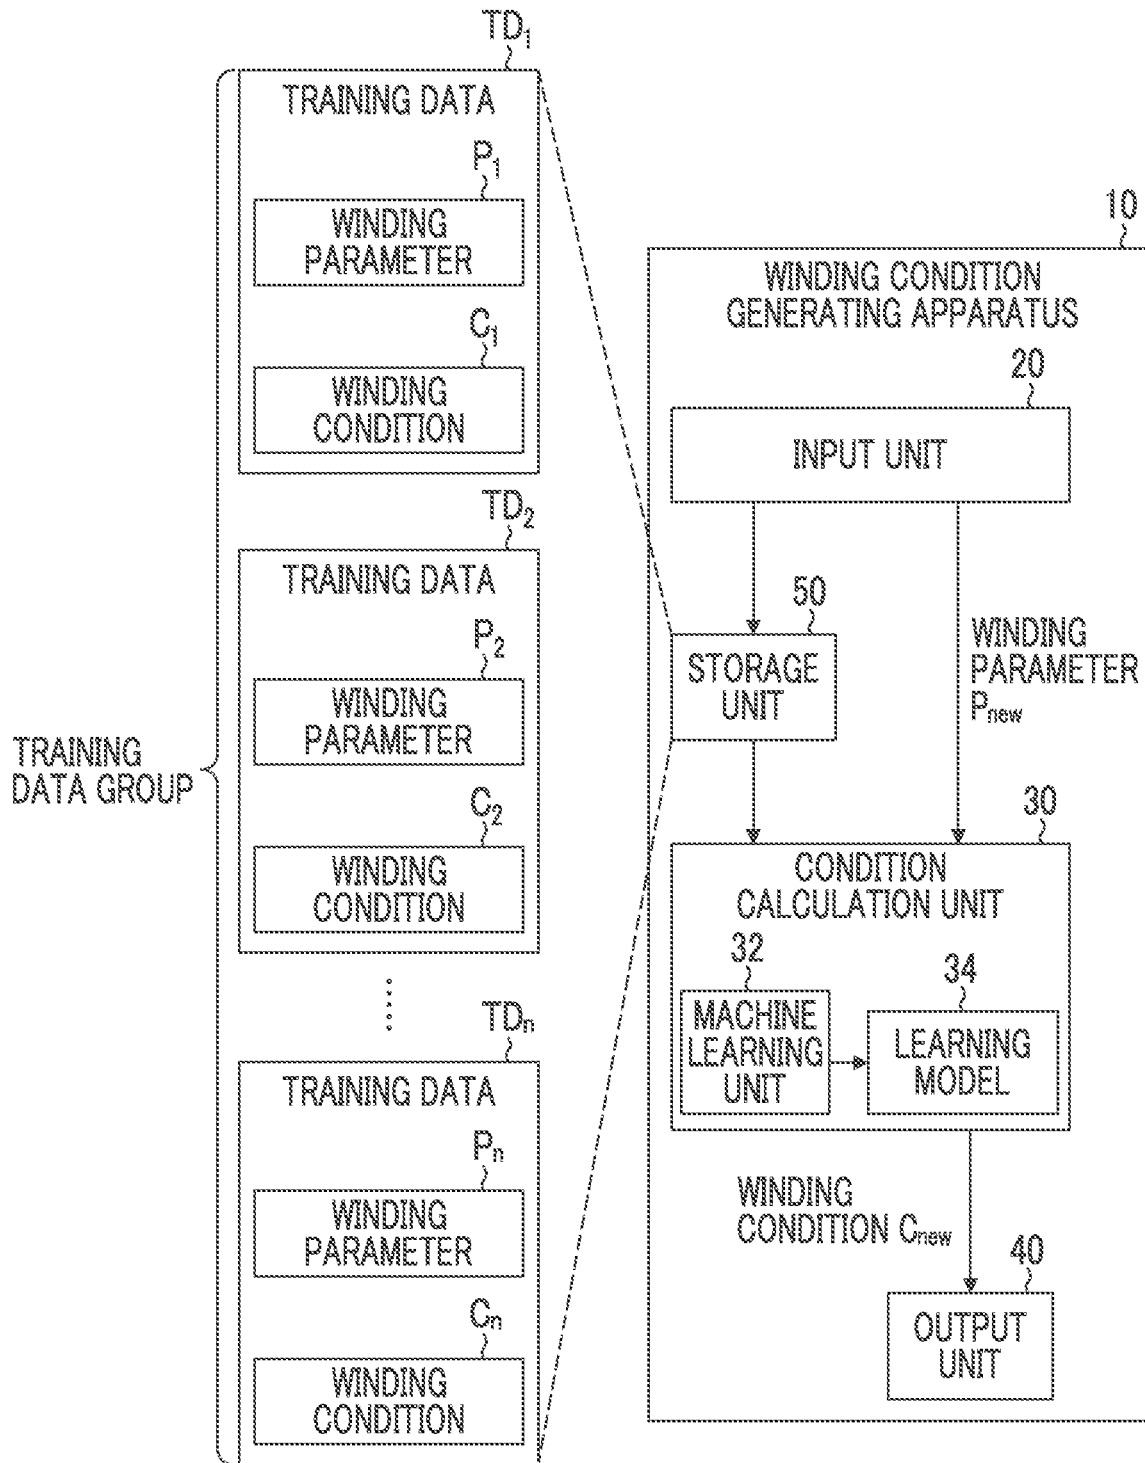 TD1
TRAINING DATA
P1
WINDING
PARAMETER
C1
WINDING
CONDITION
TD2
TRAINING DATA
P2
WINDING
PARAMETER
C2
WINDING
CONDITION
TDn
TRAINING DATA
Pn
WINDING
PARAMETER
Cn
WINDING
CONDITION
TRAINING
DATA GROUP
10
WINDING CONDITION
GENERATING APPARATUS
20
INPUT UNIT
50
STORAGE
UNIT
WINDING
PARAMETER
Pnew
30
CONDITION
CALCULATION UNIT
32
MACHINE
LEARNING
UNIT
34
LEARNING
MODEL
WINDING
CONDITION Cnew
40
OUTPUT
UNIT